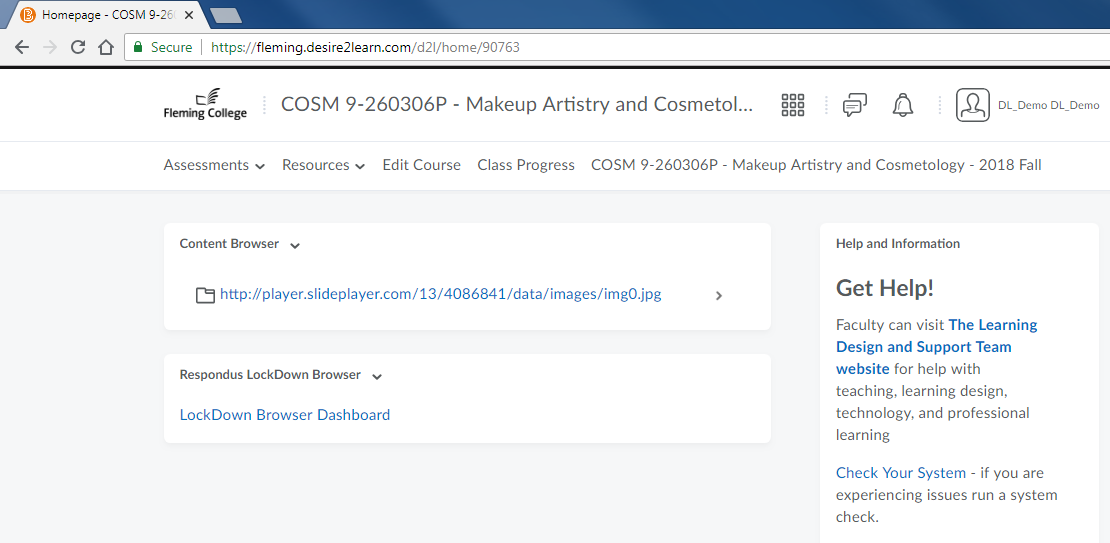 Homepage - COSM 9-26
Secure https://fleming.desire2learn.com/d2l/home/90763
Fleming College
COSM 9-260306P - Makeup Artistry and Cosmetol...
DL_Demo DL_Demo
Assessments Resources Edit Course Class Progress COSM 9-260306P - Makeup Artistry and Cosmetology - 2018 Fall
Content Browser
http://player.slideplayer.com/13/4086841/data/images/img0.jpg
Respondus LockDown Browser
LockDown Browser Dashboard
Help and Information
Get Help!
Faculty can visit The Learning
Design and Support Team
website for help with
teaching, learning design,
technology, and professional
learning
Check Your System - if you are
experiencing issues run a system
check.